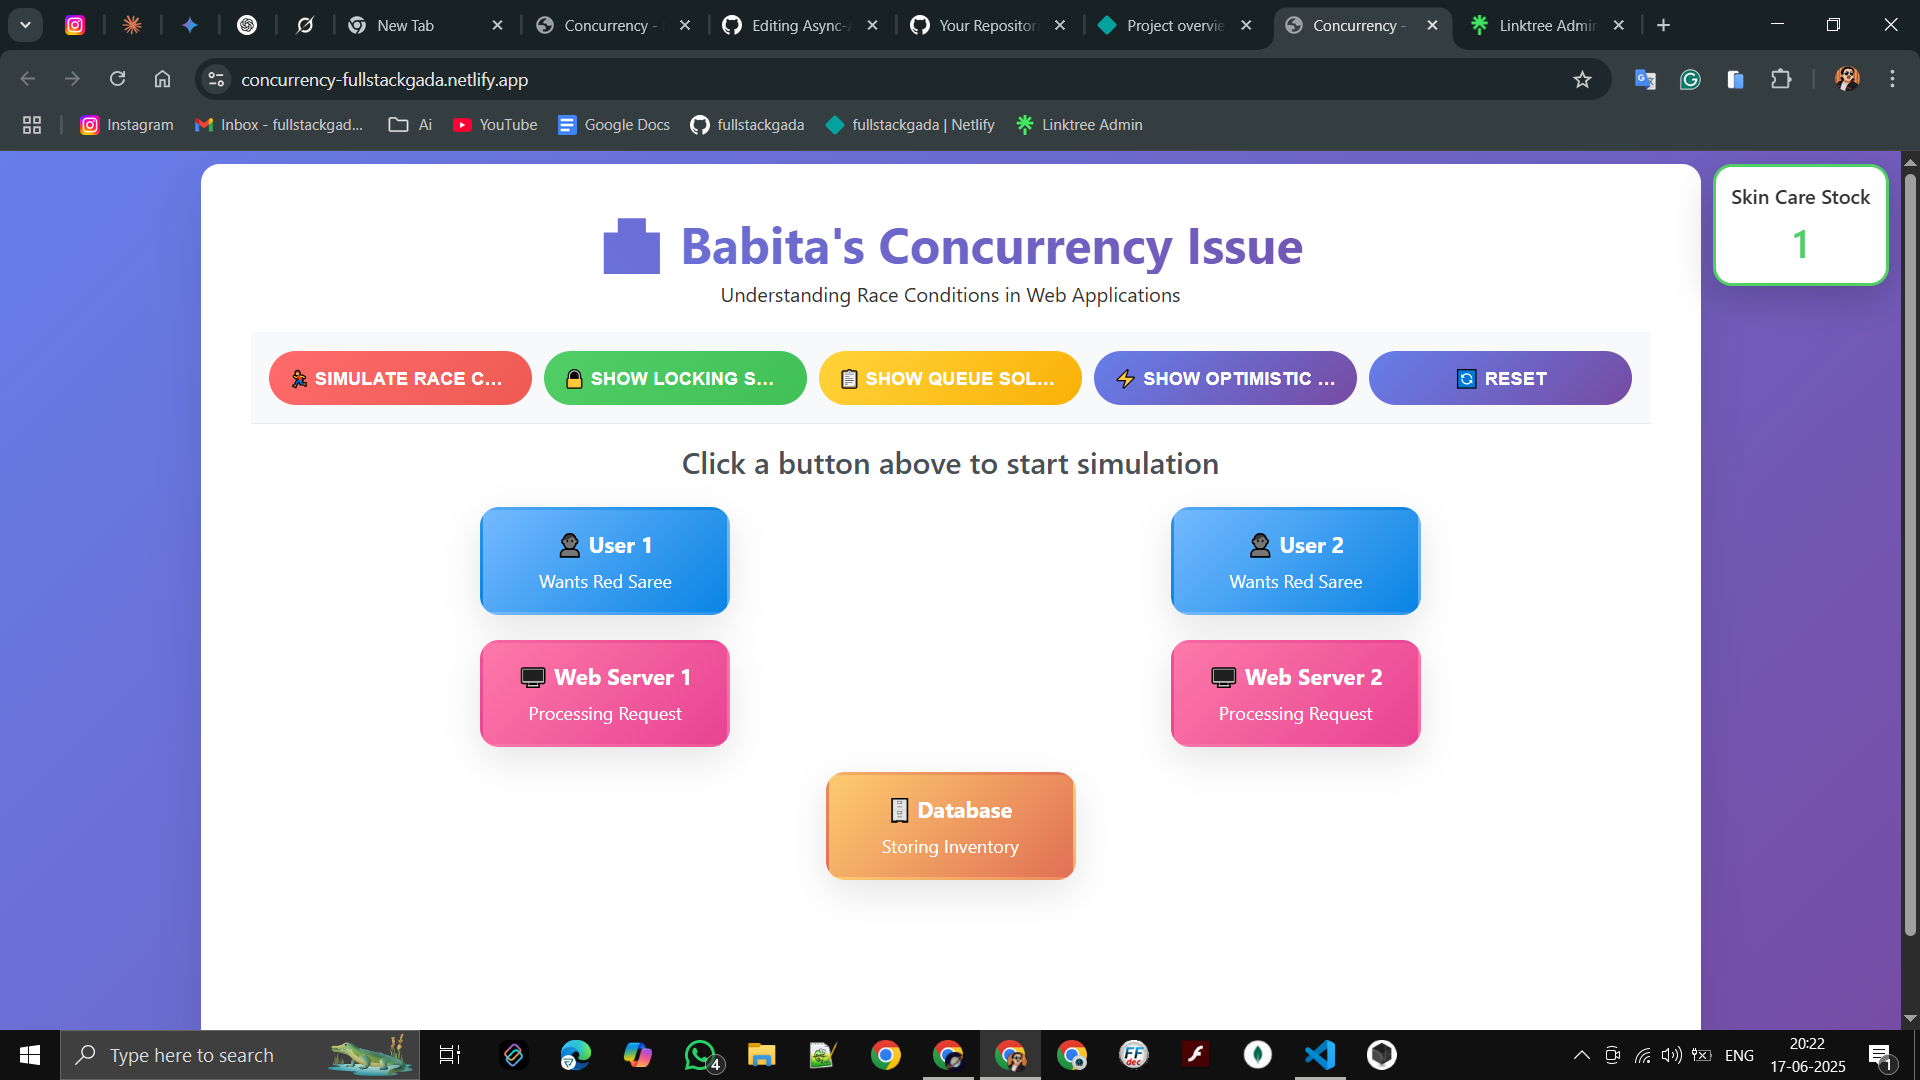 New Tab
Concurrency -
Editing Async-
Your Repositor
Project overvie
Concurrency -
Linktree Admin
concurrency-fullstackgada.netlify.app
Instagram
Inbox - fullstackgad...
Ai
YouTube
Google Docs
fullstackgada
fullstackgada | Netlify
Linktree Admin
Skin Care Stock
1
Babita's Concurrency Issue
Understanding Race Conditions in Web Applications
SIMULATE RACE C...
SHOW LOCKING S...
SHOW QUEUE SOL...
SHOW OPTIMISTIC ...
RESET
Click a button above to start simulation
User 1
Wants Red Saree
User 2
Wants Red Saree
Web Server 1
Processing Request
Web Server 2
Processing Request
Database
Storing Inventory
Type here to search
4
FF
dec
ENG
20:22
17-06-2025
1